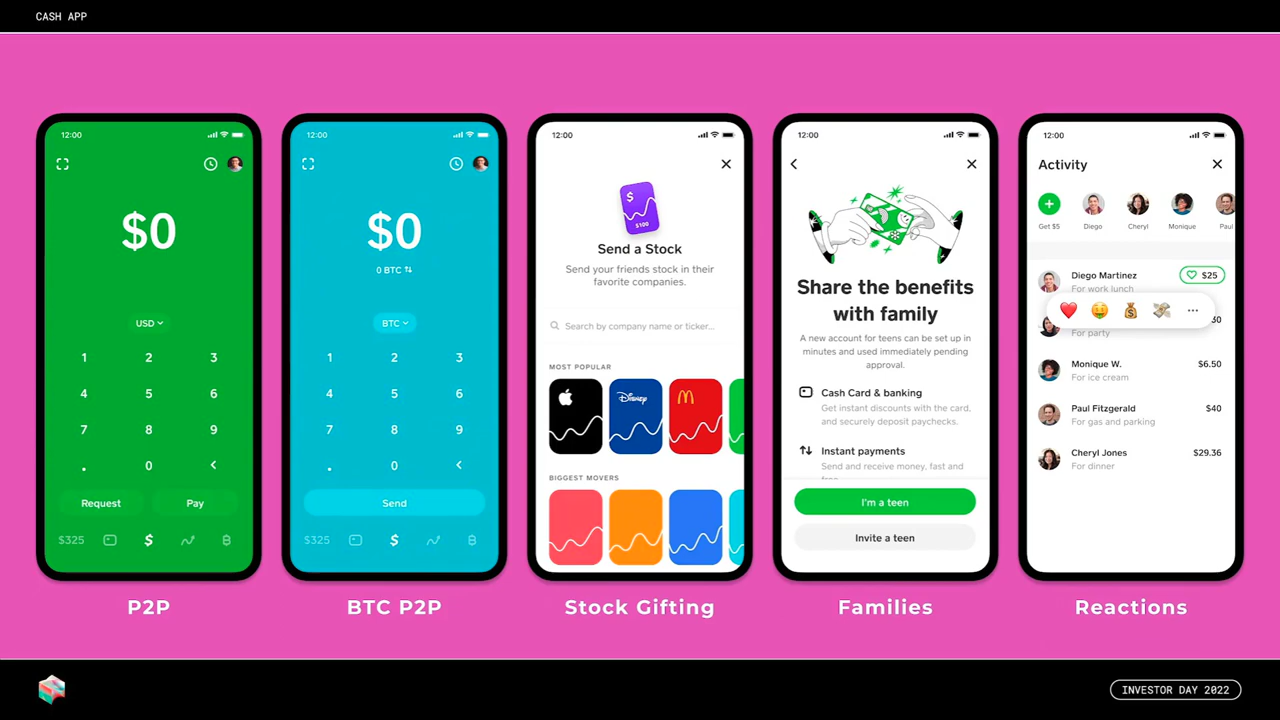 CASH APP
12:00
$0
USD
1 2 3
4 5 6
7 8 9
. 0 <
Request Pay
$325 $
P2P
12:00
$0
0 BTC
BTC
1 2 3
4 5 6
7 8 9
. 0 <
Send
$325 $
BTC P2P
12:00
$
$100
Send a Stock
Send your friends stock in their
favorite companies.
Search by company name or ticker...
MOST POPULAR
Disney
BIGGEST MOVERS
Stock Gifting
12:00
Share the benefits
with family
A new account for teens can be set up in
minutes and used immediately pending
approval.
Cash Card & banking
Get instant discounts with the card,
and securely deposit paychecks.
Instant payments
Send and receive money, fast and
free
I'm a teen
Invite a teen
Families
12:00
Activity
Get $5 Diego Cheryl Monique Paul
Diego Martinez $25
For work lunch
For party
Monique W. $6.50
For ice cream
Paul Fitzgerald $40
For gas and parking
Cheryl Jones $29.36
For dinner
Reactions
INVESTOR DAY 2022